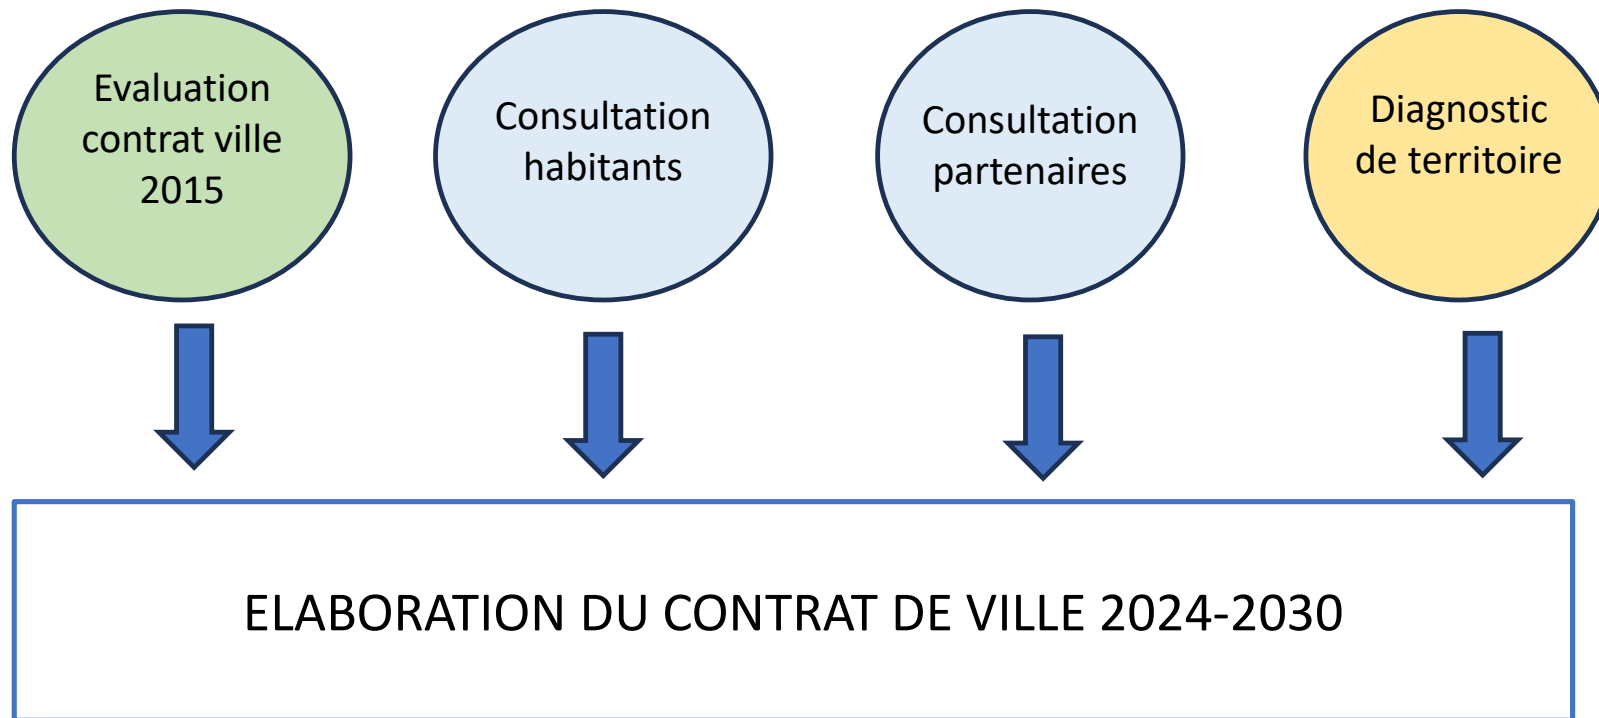 Evaluation
contrat ville
2015
Consultation
habitants
Consultation
partenaires
Diagnostic
de territoire
ELABORATION DU CONTRAT DE VILLE 2024-2030